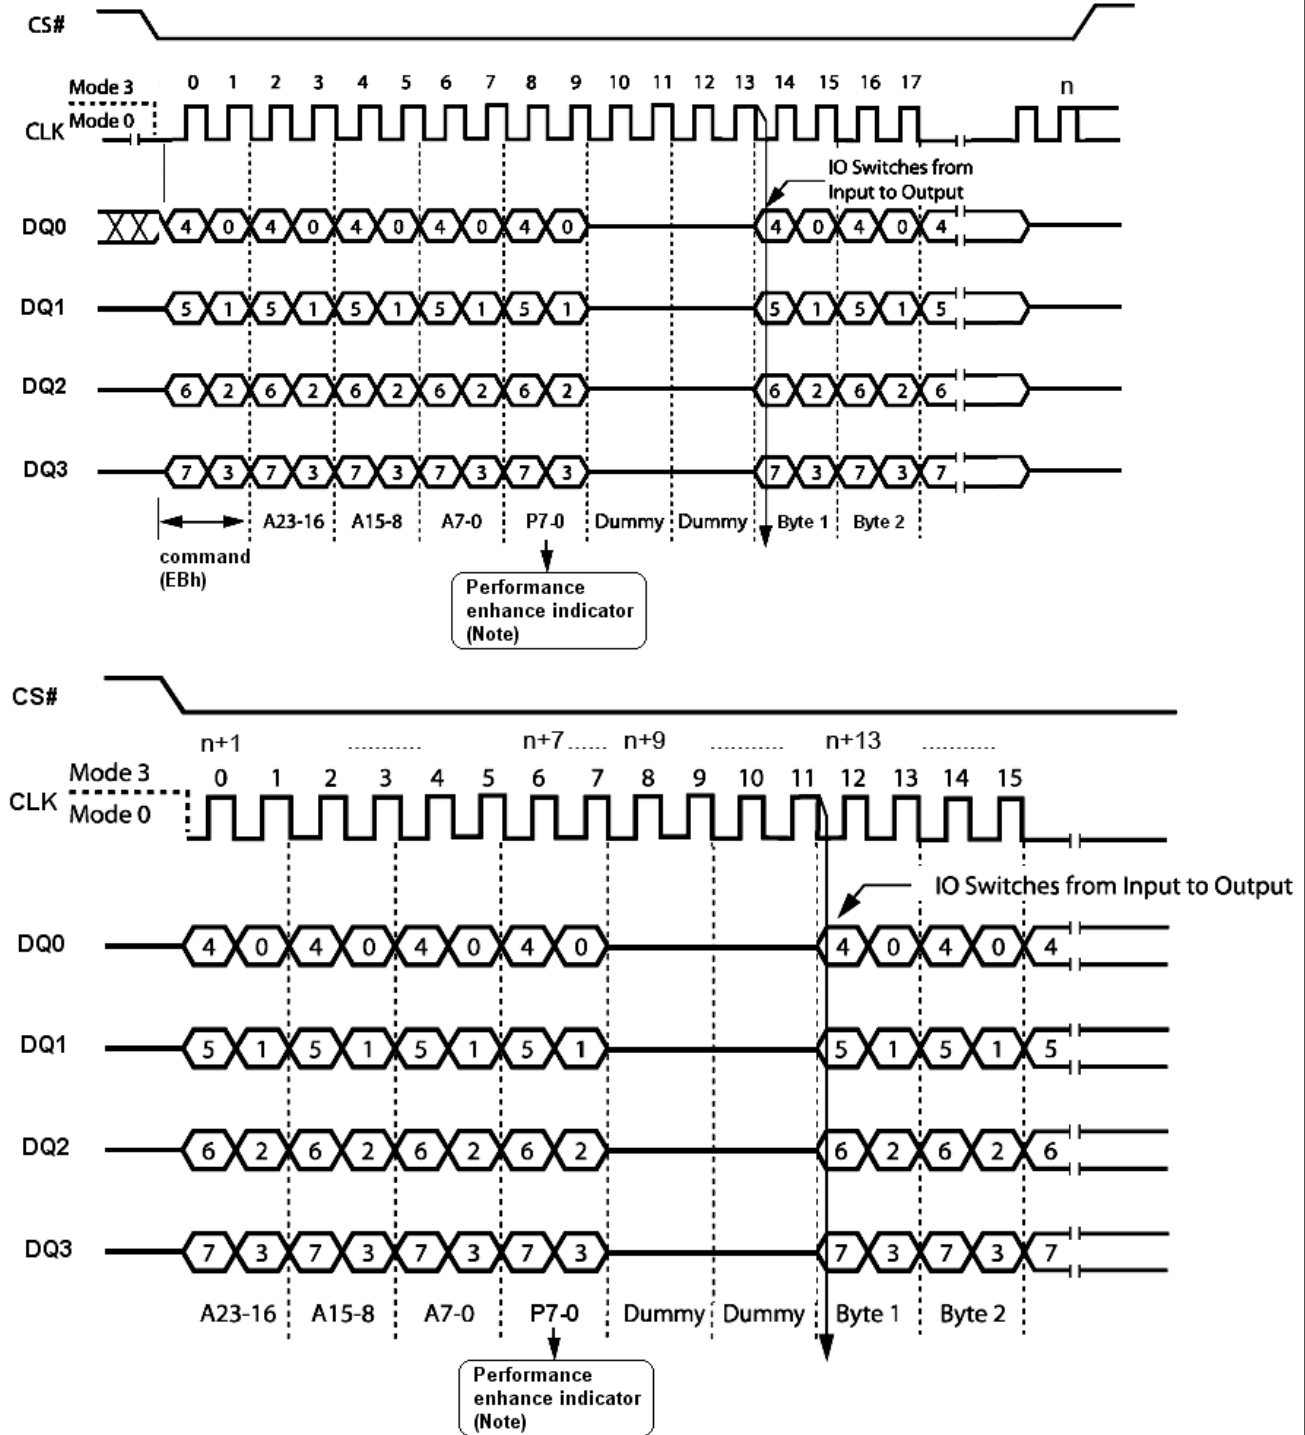 CS#
0 1 2 3 4 5 6 7 8 9 10 11 12 13 14 15 16 17 n
Mode 3
Mode 0
CLK
IO Switches from
Input to Output
DQ0 4 0 4 0 4 0 4 0 4 0 4 0 4 0 4
DQ1 5 1 5 1 5 1 5 1 5 1 5 1 5 1 5
DQ2 6 2 6 2 6 2 6 2 6 2 6 2 6 2 6
DQ3 7 3 7 3 7 3 7 3 7 3 7 3 7 3 7
A23-16 A15-8 A7-0 P7-0 Dummy Dummy Byte 1 Byte 2
command
(EBh)
Performance
enhance indicator
(Note)
CS#
n+1 ........... n+7 ...... n+9 ........... n+13 ...........
Mode 3 0 1 2 3 4 5 6 7 8 9 10 11 12 13 14 15
CLK
Mode 0
IO Switches from Input to Output
DQ0 4 0 4 0 4 0 4 0 4 0 4 0 4
DQ1 5 1 5 1 5 1 5 1 5 1 5 1 5
DQ2 6 2 6 2 6 2 6 2 6 2 6 2 6
DQ3 7 3 7 3 7 3 7 3 7 3 7 3 7
A23-16 A15-8 A7-0 P7-0 Dummy Dummy Byte 1 Byte 2
Performance
enhance indicator
(Note)